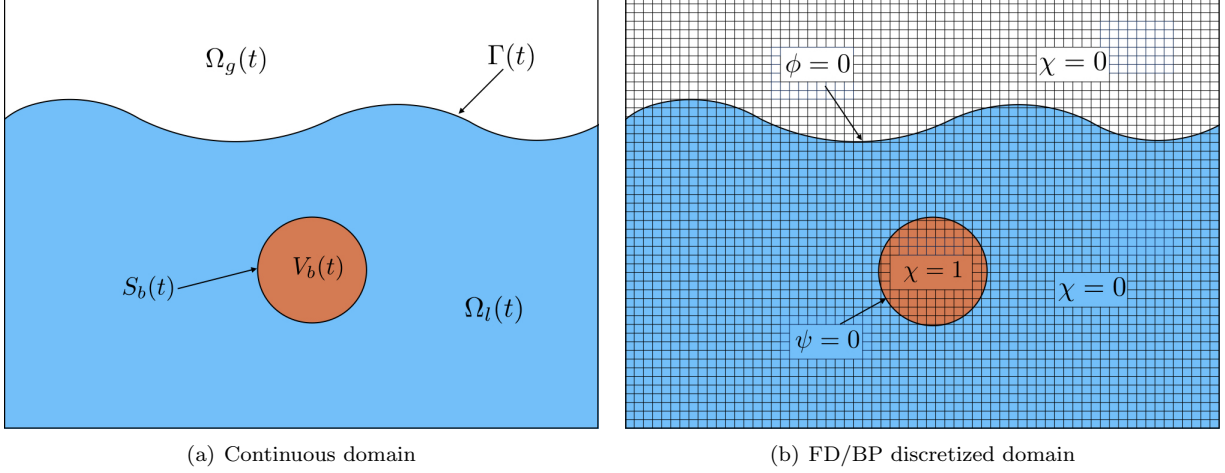 Ω_g(t)
Γ(t)
S_b(t)
V_b(t)
Ω_l(t)
(a) Continuous domain
ϕ = 0
χ = 0
χ = 1
χ = 0
ψ = 0
(b) FD/BP discretized domain